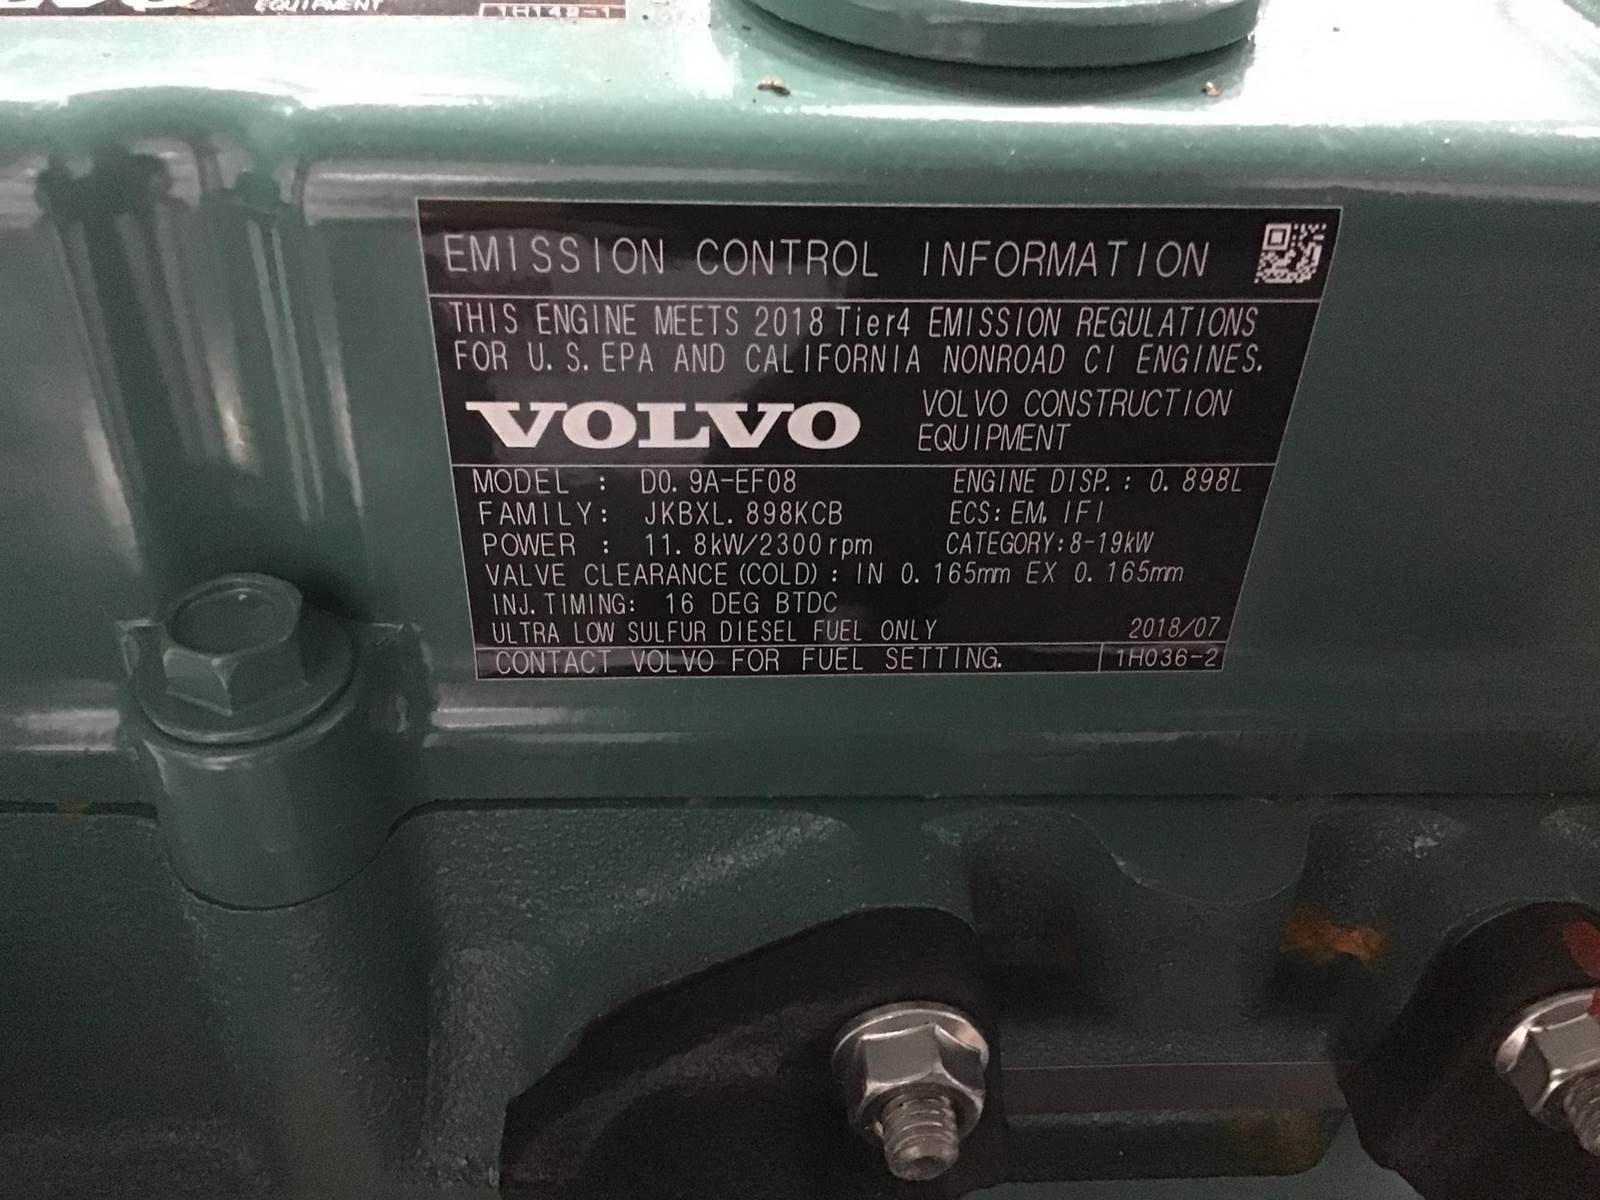 EQUIPMENT
1H149-1
EMISSION CONTROL INFORMATION
THIS ENGINE MEETS 2018 Tier4 EMISSION REGULATIONS
FOR U.S. EPA AND CALIFORNIA NONROAD CI ENGINES.
VOLVO VOLVO CONSTRUCTION
EQUIPMENT
MODEL : D0.9A-EF08 ENGINE DISP.: 0.898L
FAMILY: JKBXL.898KCB ECS: EM, IFI
POWER : 11.8kW/2300rpm CATEGORY:8-19kW
VALVE CLEARANCE(COLD): IN 0.165mm EX 0.165mm
INJ.TIMING: 16 DEG BTDC
ULTRA LOW SULFUR DIESEL FUEL ONLY 2018/07
CONTACT VOLVO FOR FUEL SETTING. 1H036-2